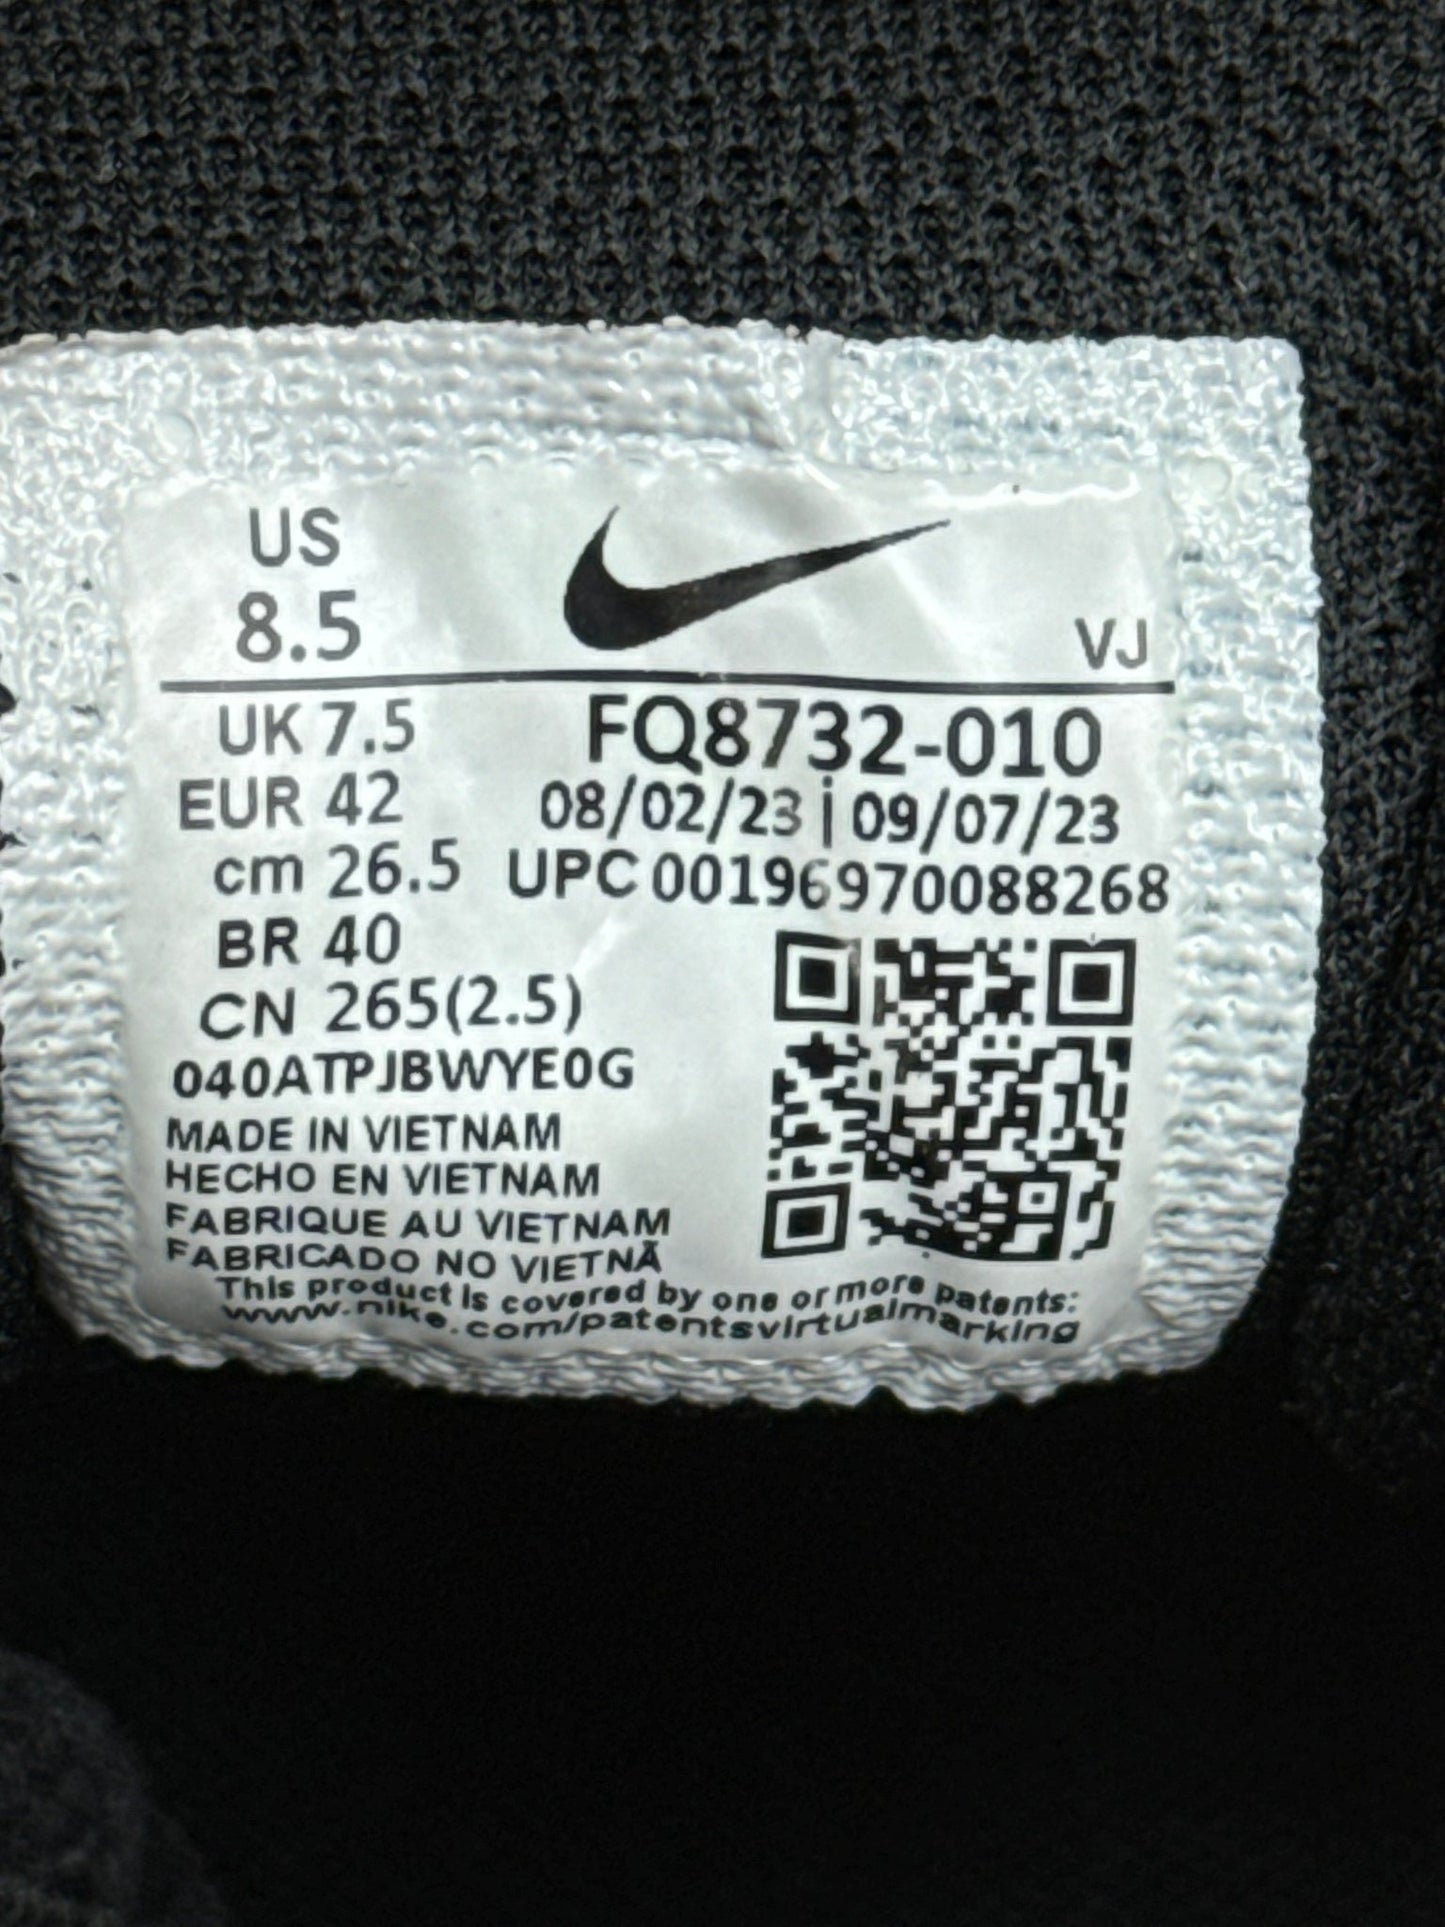 US
8.5
VJ
UK 7.5
FQ8732-010
EUR 42
08/02/23 | 09/07/23
cm 26.5
UPC 00196970088268
BR 40
CN 265(2.5)
040ATPJBWYE0G
MADE IN VIETNAM
HECHO EN VIETNAM
FABRIQUE AU VIETNAM
FABRICADO NO VIETNÃ
This product is covered by one or more patents:
www.nike.com/patentsvirtualmarking